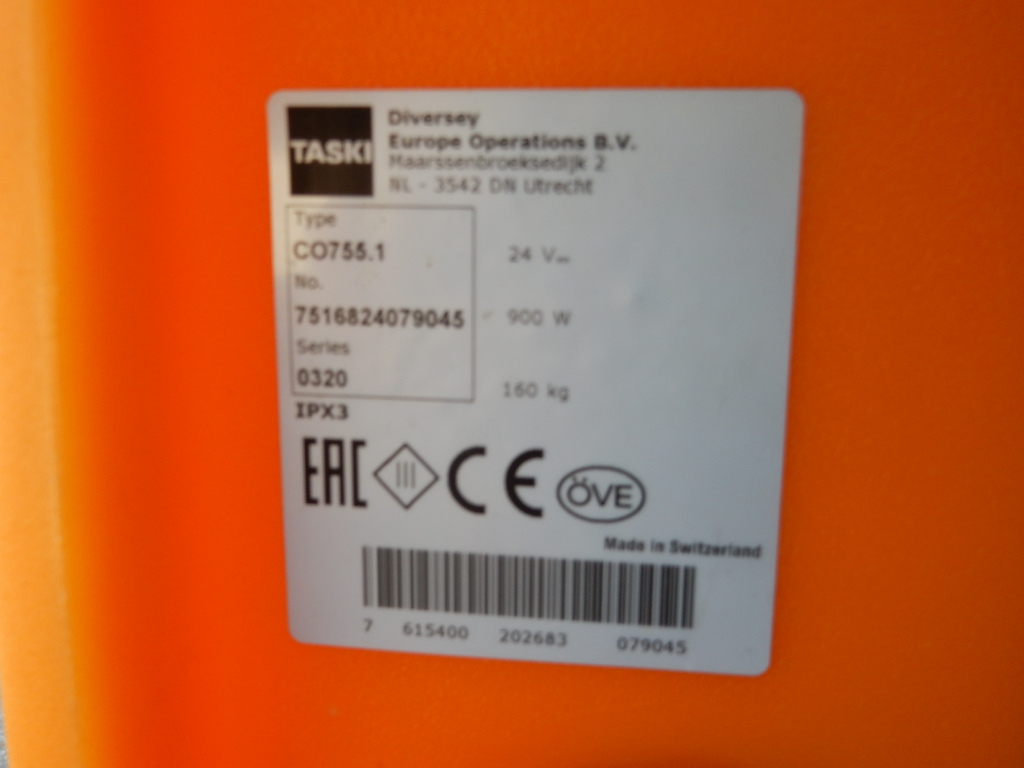 TASKI
Diversey
Europe Operations B.V.
Maarssenbroeksedijk 2
NL - 3542 DN Utrecht
Type
CO755.1
24 V
No.
7516824079045
900 W
Series
0320
160 kg
IPX3
EAC III CE ÖVE
Made in Switzerland
7 615400 202683 079045